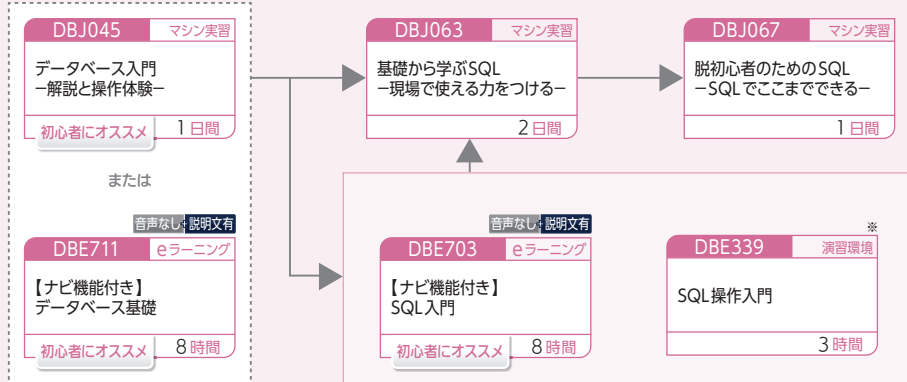 DBJ045 マシン実習
データベース入門
－解説と操作体験－
初心者にオススメ 1日間
または
音声なし+説明文有
DBE711 eラーニング
【ナビ機能付き】
データベース基礎
初心者にオススメ 8時間
DBJ063 マシン実習
基礎から学ぶSQL
－現場で使える力をつける－
2日間
DBJ067 マシン実習
脱初心者のためのSQL
－SQLでここまでできる－
1日間
音声なし+説明文有
DBE703 eラーニング
【ナビ機能付き】
SQL入門
初心者にオススメ 8時間
※
DBE339 演習環境
SQL操作入門
3時間